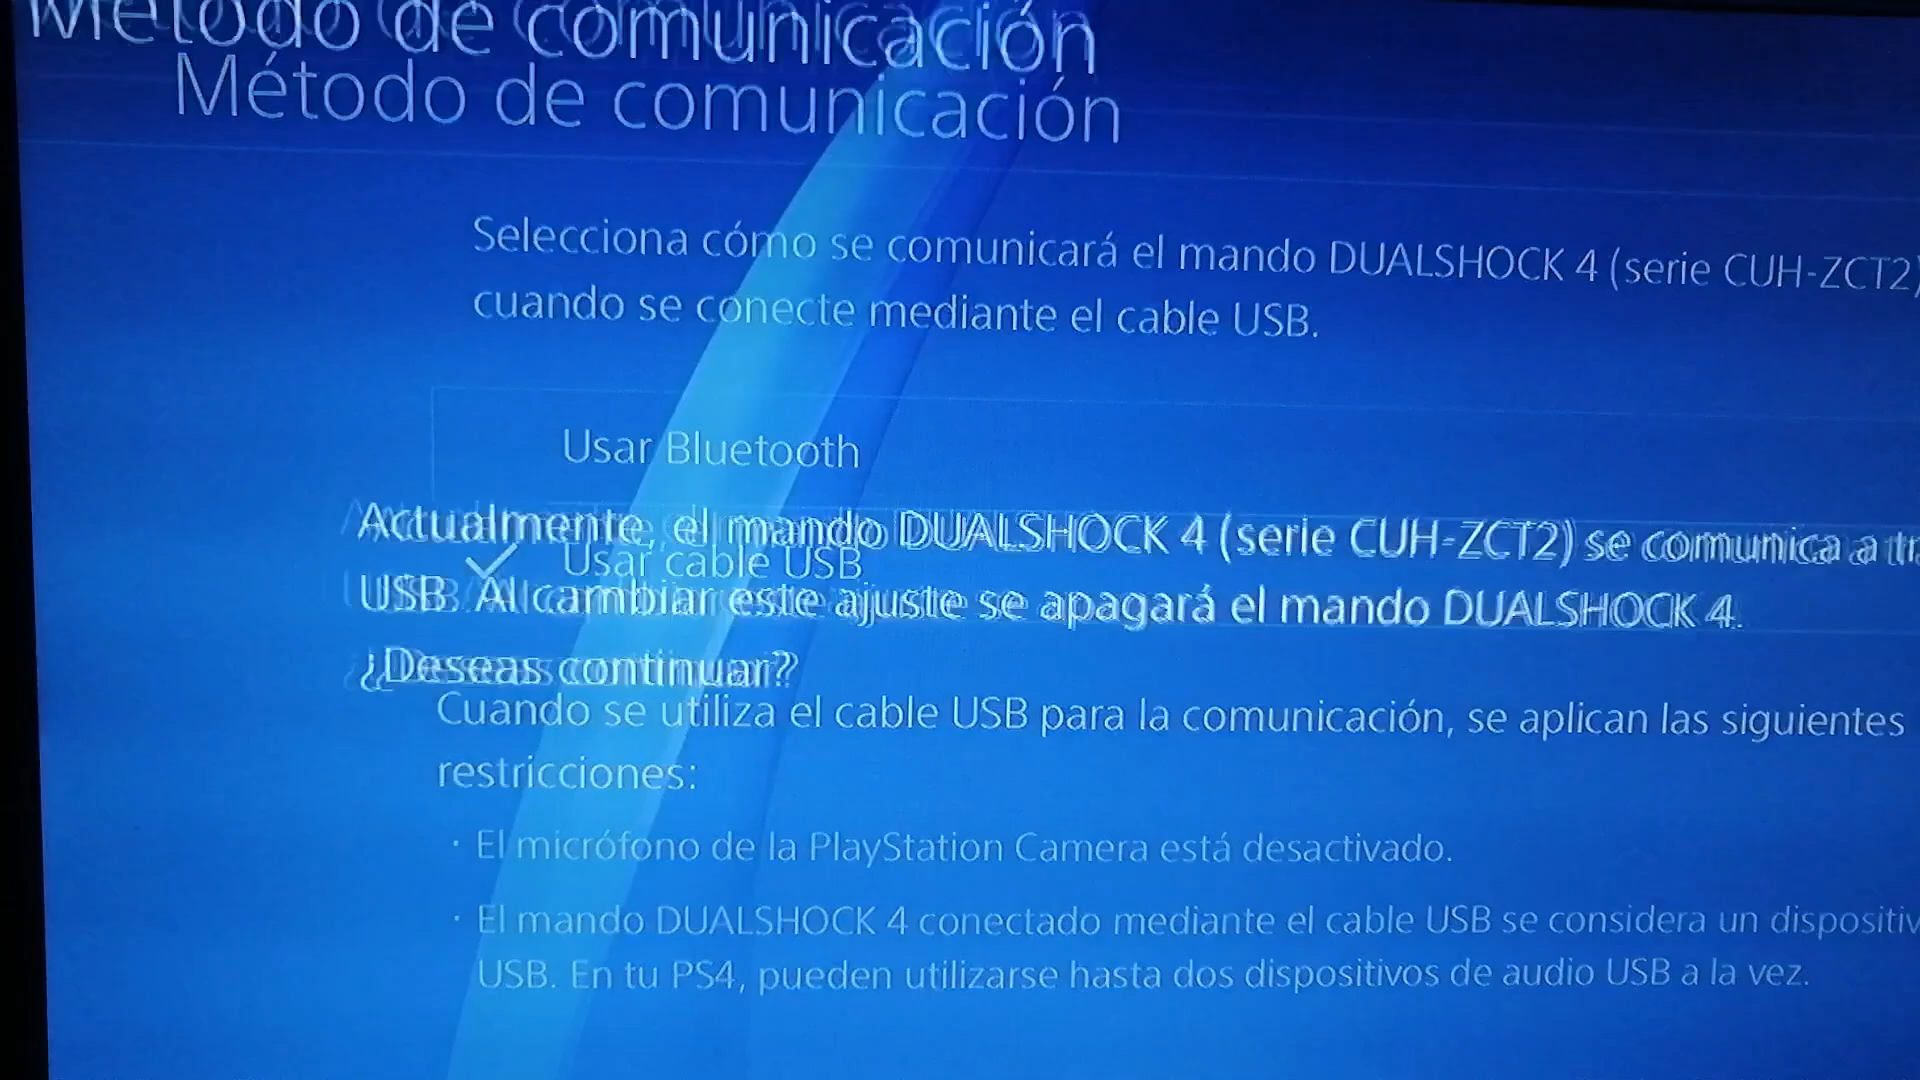 Método de comunicación
Método de comunicación
Selecciona cómo se comunicará el mando DUALSHOCK 4 (serie CUH-ZCT2)
cuando se conecte mediante el cable USB.
Usar Bluetooth
Actualmente, el mando DUALSHOCK 4 (serie CUH-ZCT2) se comunica a
Usar cable USB
USB. Al cambiar este ajuste se apagará el mando DUALSHOCK 4.
¿Deseas continuar?
Cuando se utiliza el cable USB para la comunicación, se aplican las siguientes
restricciones:
· El micrófono de la PlayStation Camera está desactivado.
· El mando DUALSHOCK 4 conectado mediante el cable USB se considera un dispositiv
USB. En tu PS4, pueden utilizarse hasta dos dispositivos de audio USB a la vez.